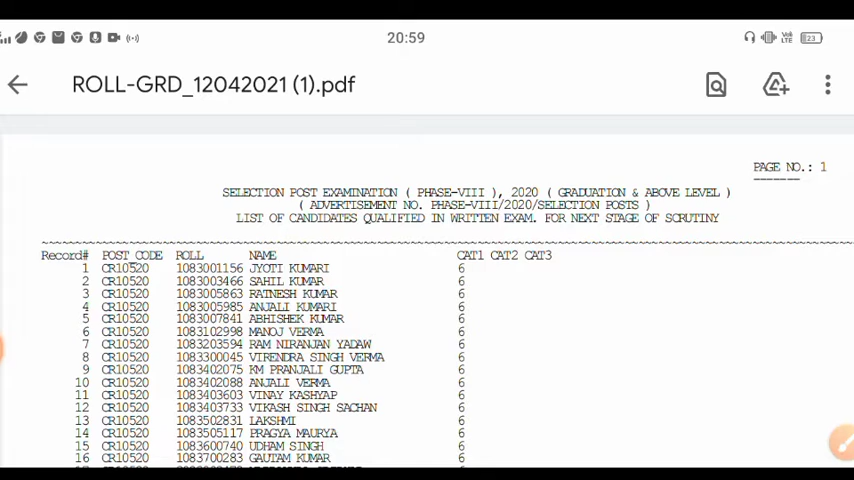 20:59
23
ROLL-GRD_12042021 (1).pdf
PAGE NO.: 1
SELECTION POST EXAMINATION ( PHASE-VIII ), 2020 ( GRADUATION & ABOVE LEVEL )
( ADVERTISEMENT NO. PHASE-VIII/2020/SELECTION POSTS )
LIST OF CANDIDATES QUALIFIED IN WRITTEN EXAM. FOR NEXT STAGE OF SCRUTINY
Record# POST_CODE ROLL NAME CAT1 CAT2 CAT3
1 CR10520 1083001156 JYOTI KUMARI 6
2 CR10520 1083003466 SAHIL KUMAR 6
3 CR10520 1083005863 RATNESH KUMAR 6
4 CR10520 1083005985 ANJALI KUMARI 6
5 CR10520 1083007841 ABHISHEK KUMAR 6
6 CR10520 1083102998 MANOJ VERMA 6
7 CR10520 1083203594 RAM NIRANJAN YADAW 6
8 CR10520 1083300045 VIRENDRA SINGH VERMA 6
9 CR10520 1083402075 KM PRANJALI GUPTA 6
10 CR10520 1083402088 ANJALI VERMA 6
11 CR10520 1083403603 VINAY KASHYAP 6
12 CR10520 1083403733 VIKASH SINGH SACHAN 6
13 CR10520 1083502831 LAKSHMI 6
14 CR10520 1083505117 PRAGYA MAURYA 6
15 CR10520 1083600740 UDHAM SINGH 6
16 CR10520 1083700283 GAUTAM KUMAR 6